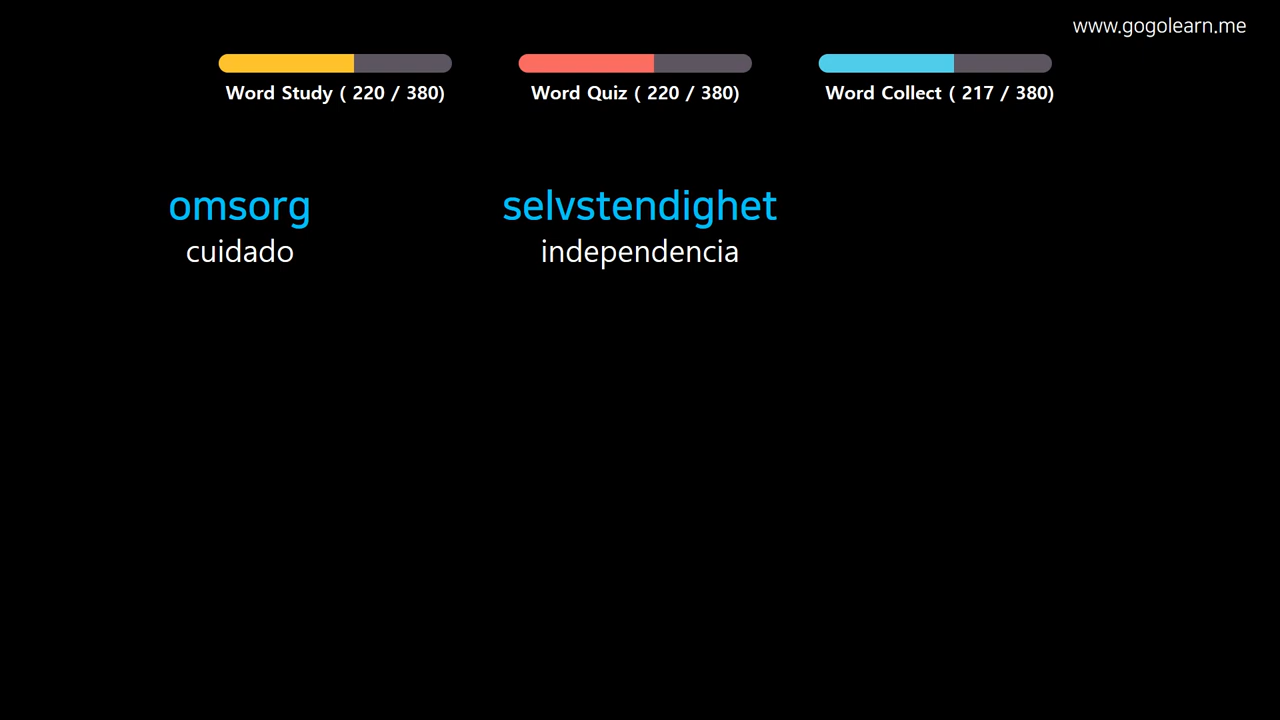 www.gogolearn.me
Word Study ( 220 / 380)
Word Quiz ( 220 / 380)
Word Collect ( 217 / 380)
omsorg
cuidado
selvstendighet
independencia